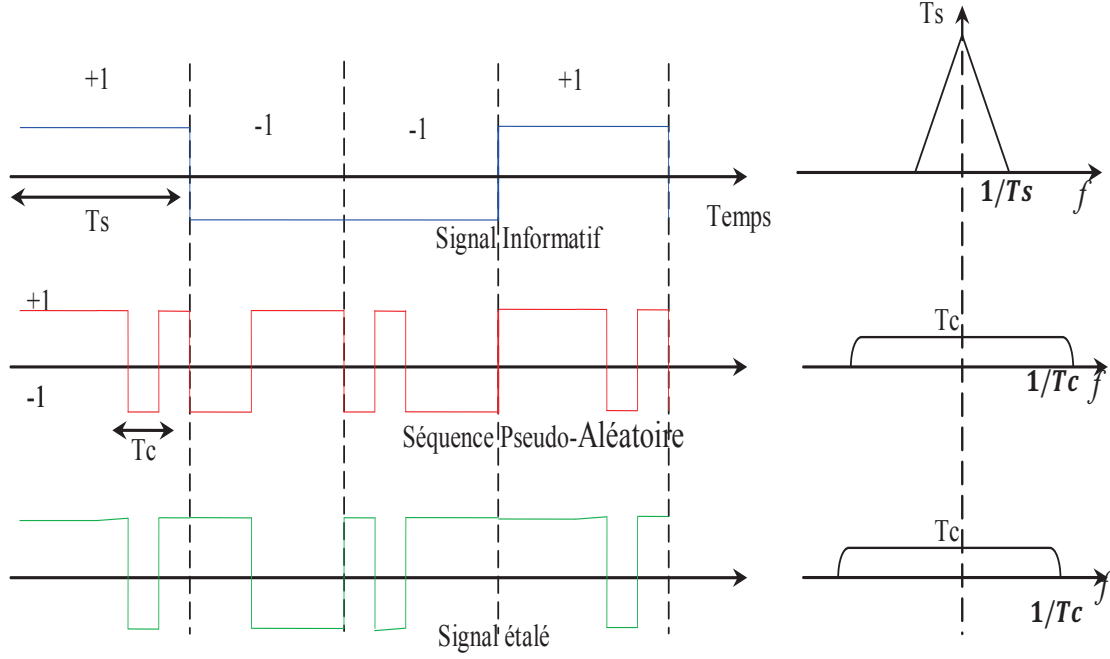 Ts
+1
-1
-1
+1
Ts
Signal Informatif
Temps
1/Ts
f
+1
-1
Tc
Séquence Pseudo-Aléatoire
Tc
1/Tc
f
Signal étalé
Tc
1/Tc
f